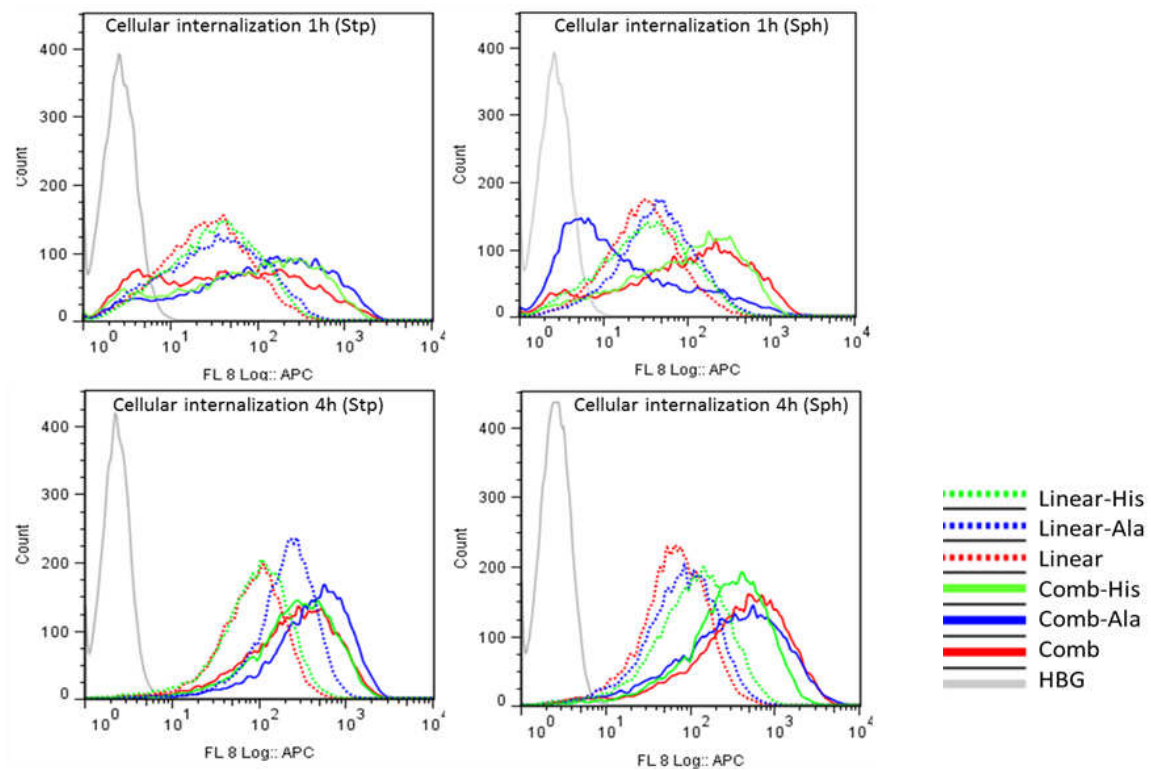 Cellular internalization 1h (Stp)
400
300
200
100
0
Count
10⁰ 10¹ 10² 10³ 10⁴
FL 8 Log:: APC
Cellular internalization 1h (Sph)
400
300
200
100
0
Count
10⁰ 10¹ 10² 10³ 10⁴
FL 8 Log:: APC
Cellular internalization 4h (Stp)
400
300
200
100
0
Count
10⁰ 10¹ 10² 10³ 10⁴
FL 8 Log:: APC
Cellular internalization 4h (Sph)
400
300
200
100
0
Count
10⁰ 10¹ 10² 10³ 10⁴
FL 8 Log:: APC
Linear-His
Linear-Ala
Linear
Comb-His
Comb-Ala
Comb
HBG